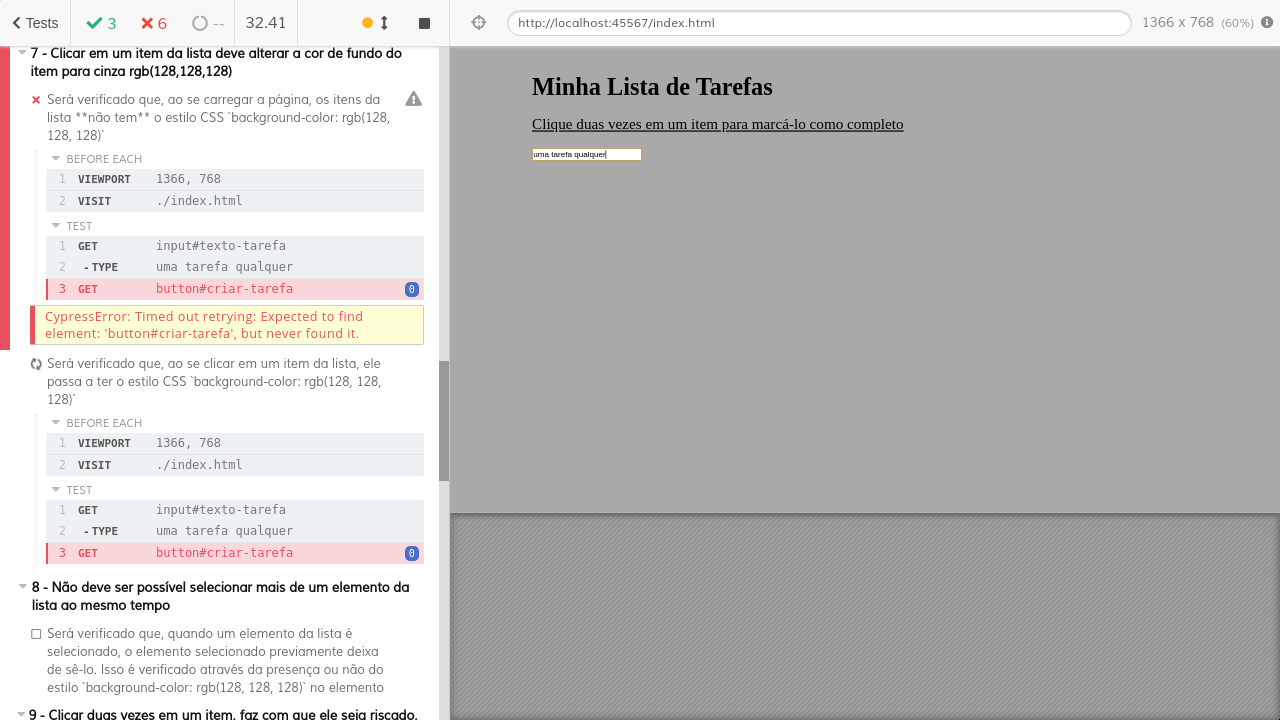 Tests
3
6
--
32.41
http://localhost:45567/index.html
1366 x 768 (60%)
7 - Clicar em um item da lista deve alterar a cor de fundo do
item para cinza rgb(128,128,128)
Será verificado que, ao se carregar a página, os itens da
lista **não tem** o estilo CSS `background-color: rgb(128,
128, 128)`
BEFORE EACH
1 VIEWPORT 1366, 768
2 VISIT ./index.html
TEST
1 GET input#texto-tarefa
2 -TYPE uma tarefa qualquer
3 GET button#criar-tarefa 0
CypressError: Timed out retrying: Expected to find
element: 'button#criar-tarefa', but never found it.
Será verificado que, ao se clicar em um item da lista, ele
passa a ter o estilo CSS `background-color: rgb(128, 128,
128)`
BEFORE EACH
1 VIEWPORT 1366, 768
2 VISIT ./index.html
TEST
1 GET input#texto-tarefa
2 -TYPE uma tarefa qualquer
3 GET button#criar-tarefa 0
8 - Não deve ser possível selecionar mais de um elemento da
lista ao mesmo tempo
Será verificado que, quando um elemento da lista é
selecionado, o elemento selecionado previamente deixa
de sê-lo. Isso é verificado através da presença ou não do
estilo `background-color: rgb(128, 128, 128)` no elemento
9 - Clicar duas vezes em um item, faz com que ele seja riscado,
Minha Lista de Tarefas
Clique duas vezes em um item para marcá-lo como completo
uma tarefa qualquer